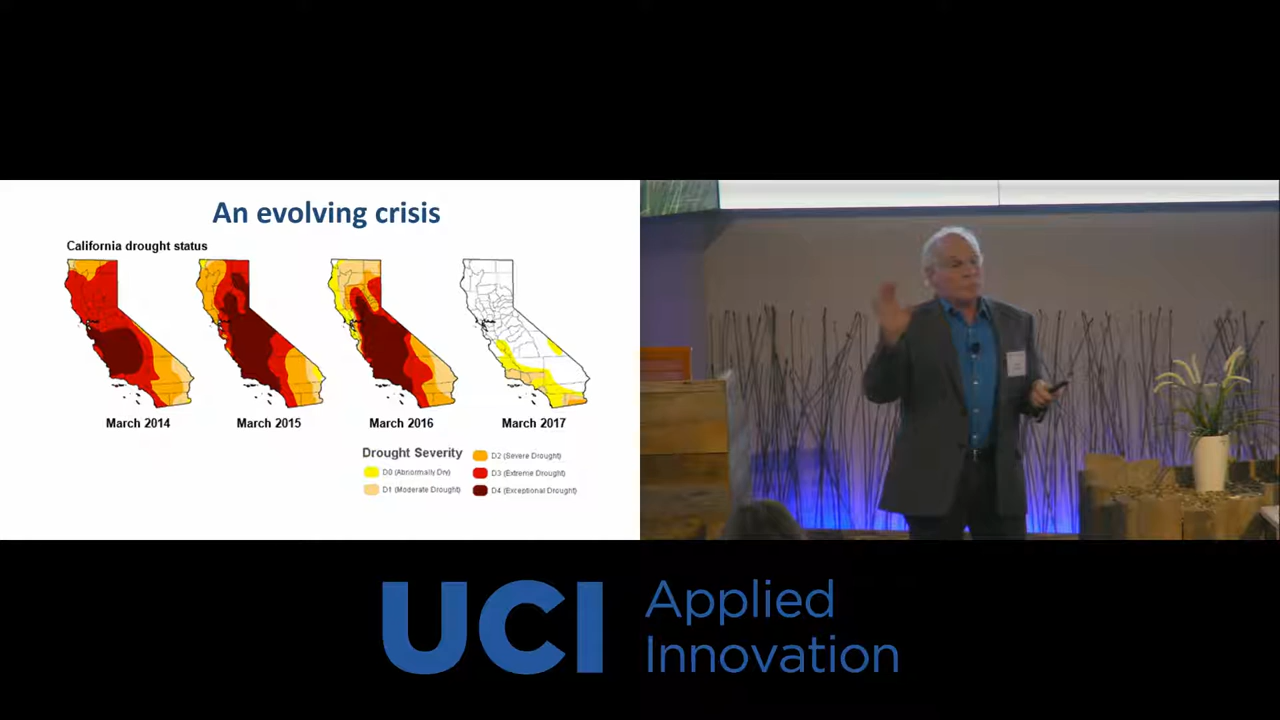 An evolving crisis
California drought status
March 2014
March 2015
March 2016
March 2017
Drought Severity
D0 (Abnormally Dry)
D1 (Moderate Drought)
D2 (Severe Drought)
D3 (Extreme Drought)
D4 (Exceptional Drought)
UCI
Applied
Innovation